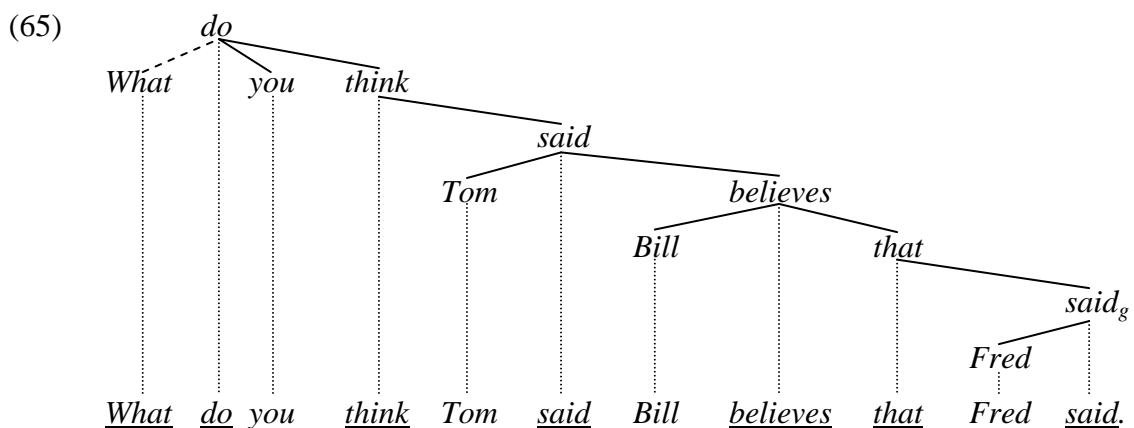 (65) do
What you think
said
Tom believes
Bill that
said_g
Fred
What do you think Tom said Bill believes that Fred said.